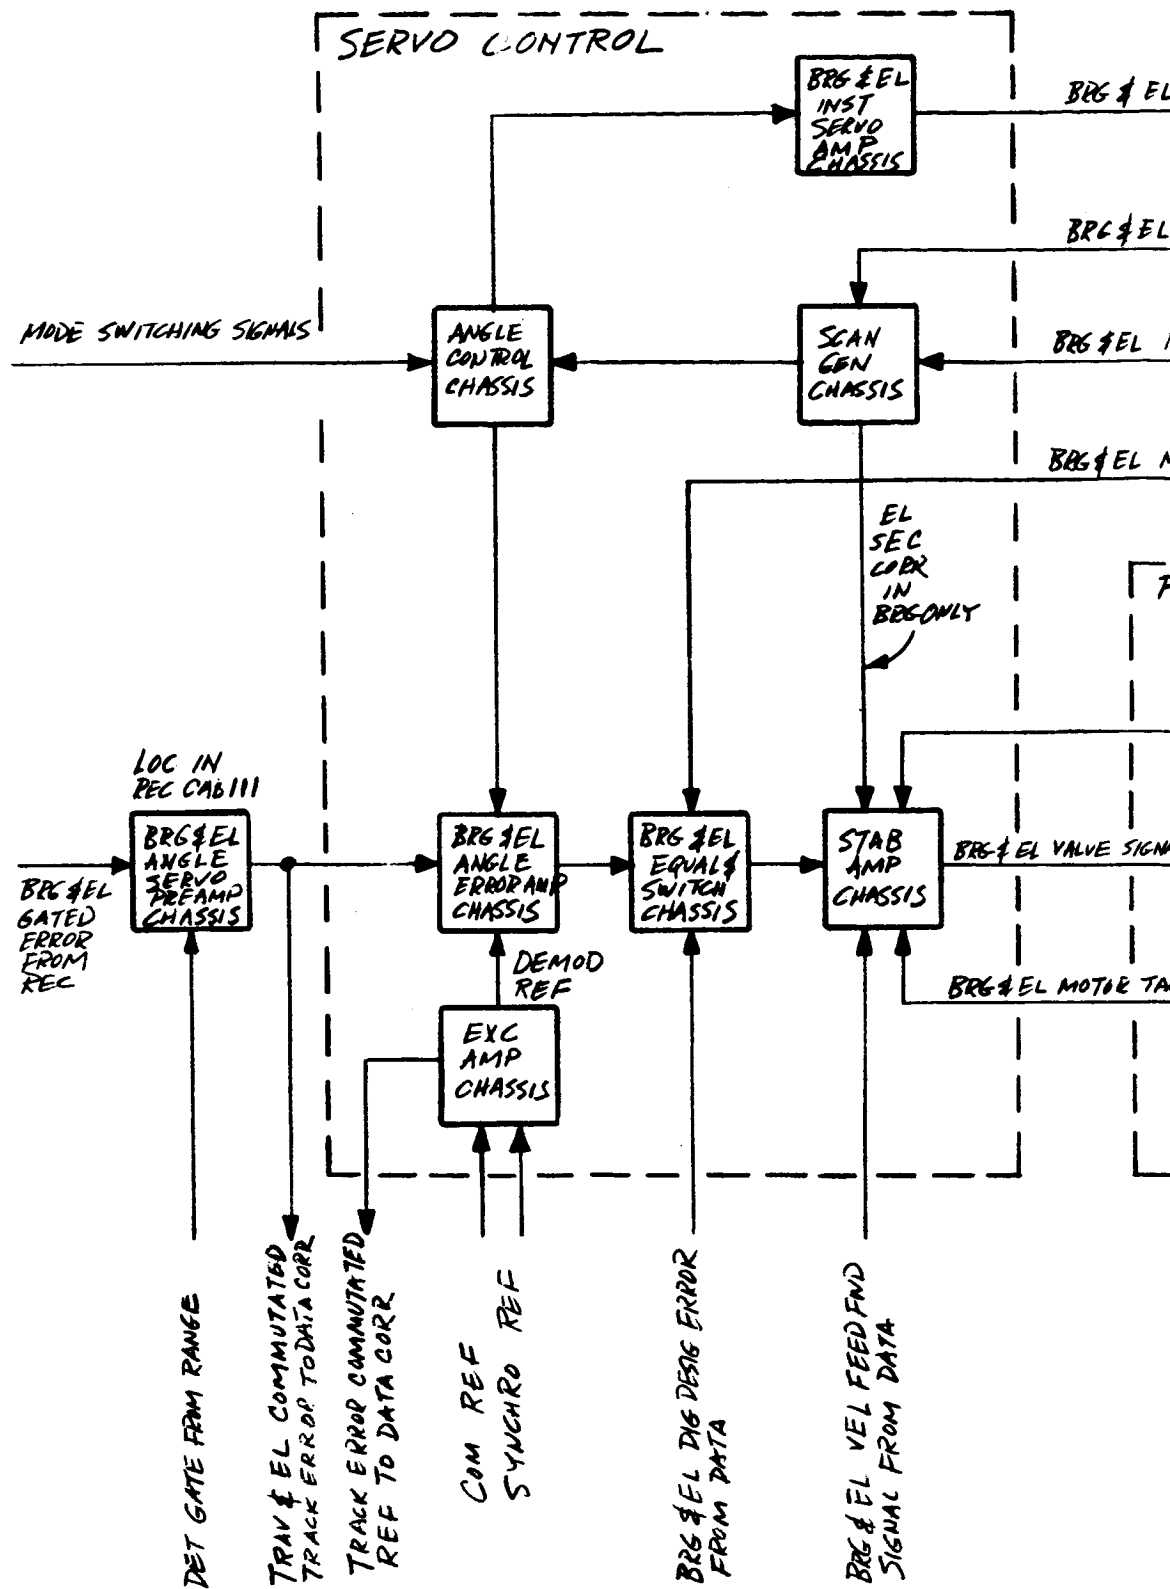 SERVO CONTROL
BRG & EL
INST
SERVO
AMP
CHASSIS
BRG & EL
BRG & EL
MODE SWITCHING SIGNALS
ANGLE
CONTROL
CHASSIS
SCAN
GEN
CHASSIS
BRG & EL
BRG & EL
EL
SEC
CORR
IN
BRG ONLY
LOC IN
REC CAB III
BRG & EL
ANGLE
SERVO
PREAMP
CHASSIS
BRG & EL
ANGLE
ERROR AMP
CHASSIS
BRG & EL
EQUAL &
SWITCH
CHASSIS
STAB
AMP
CHASSIS
BRG & EL VALUE SIGNA
BRG & EL
GATED
ERROR
FROM
REC
DEMOD
REF
BRG & EL MOTOR TA
EXC
AMP
CHASSIS
DET GATE FROM RANGE
TRAV & EL COMMUTATED
TRACK ERROR TO DATA CORR
TRACK ERROR COMMUTATED
REF TO DATA CORR
COM REF
SYNCHRO REF
BRG & EL DIG DESIG ERROR
FROM DATA
BRG & EL VEL FEED FWD
SIGNAL FROM DATA